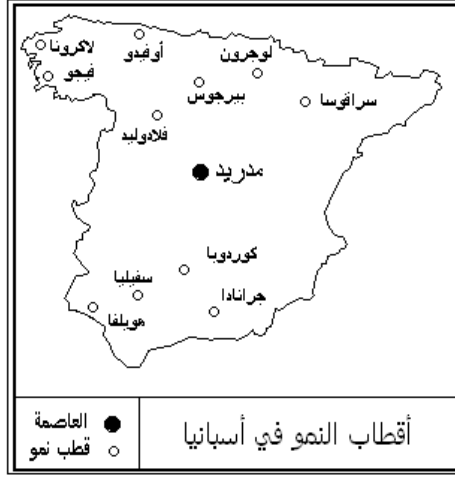 لاكرونا
أوفيدو
لوجرون
فيجو
بيرجوس
سراقوسا
فلادوليد
مدريد
كوردوبا
سفيليا
جرانادا
هويلفا
أقطاب النمو في أسبانيا
العاصمة
قطب نمو